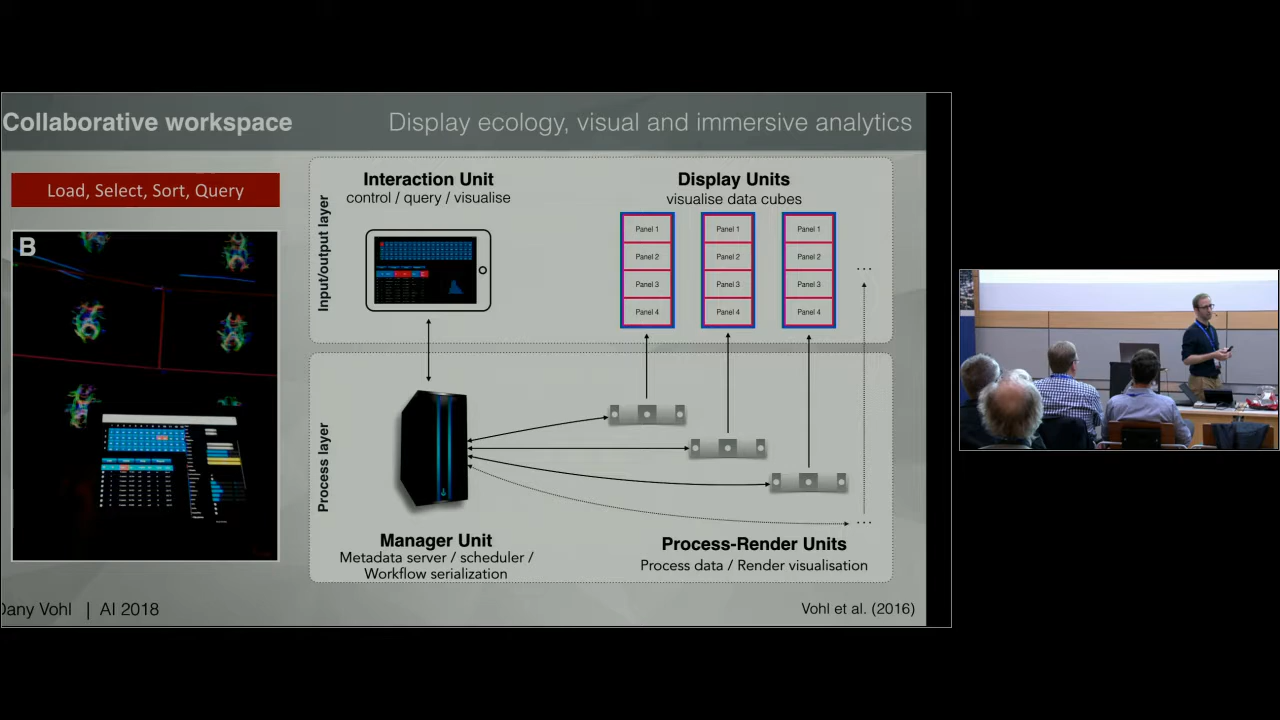 Collaborative workspace
Display ecology, visual and immersive analytics
Load, Select, Sort, Query
B
Input/output layer
Interaction Unit
control / query / visualise
Display Units
visualise data cubes
Panel 1
Panel 2
Panel 3
Panel 4
Panel 1
Panel 2
Panel 3
Panel 4
Panel 1
Panel 2
Panel 3
Panel 4
...
Process layer
Manager Unit
Metadata server / scheduler /
Workflow serialization
...
Process-Render Units
Process data / Render visualisation
Dany Vohl | AI 2018
Vohl et al. (2016)